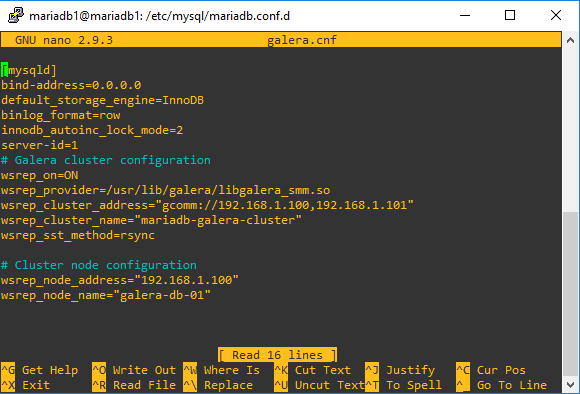 mariadb1@mariadb1: /etc/mysql/mariadb.conf.d
GNU nano 2.9.3 galera.cnf
[mysqld]
bind-address=0.0.0.0
default_storage_engine=InnoDB
binlog_format=row
innodb_autoinc_lock_mode=2
server-id=1
# Galera cluster configuration
wsrep_on=ON
wsrep_provider=/usr/lib/galera/libgalera_smm.so
wsrep_cluster_address="gcomm://192.168.1.100,192.168.1.101"
wsrep_cluster_name="mariadb-galera-cluster"
wsrep_sst_method=rsync
# Cluster node configuration
wsrep_node_address="192.168.1.100"
wsrep_node_name="galera-db-01"
[ Read 16 lines ]
^G Get Help ^O Write Out ^W Where Is ^K Cut Text ^J Justify ^C Cur Pos
^X Exit ^R Read File ^\ Replace ^U Uncut Text ^T To Spell ^_ Go To Line